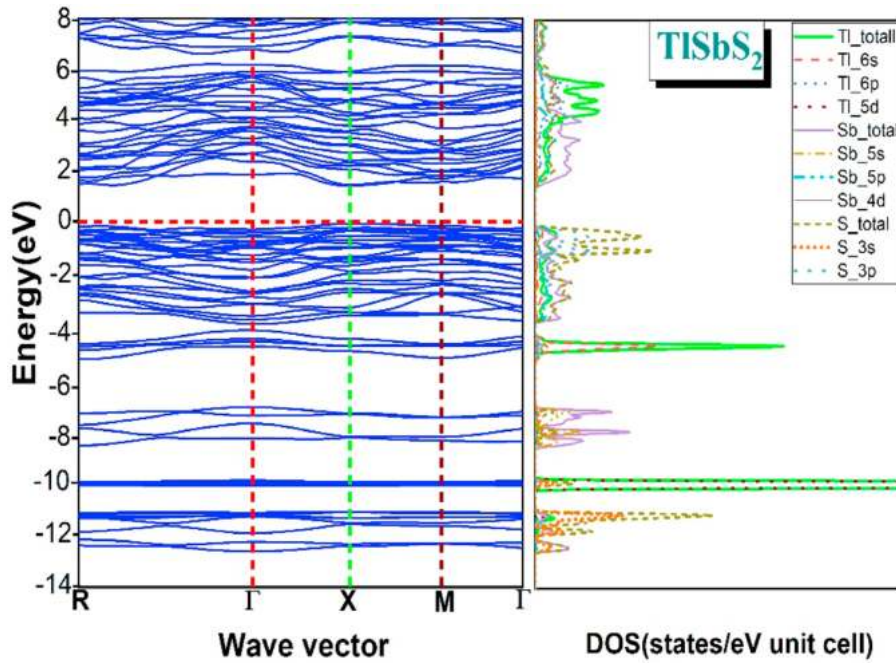 8
6
4
2
0
-2
-4
-6
-8
-10
-12
-14
Energy(eV)
R Γ X M Γ
Wave vector
TlSbS₂
Tl_totall
Tl_6s
Tl_6p
Tl_5d
Sb_total
Sb_5s
Sb_5p
Sb_4d
S_total
S_3s
S_3p
DOS(states/eV unit cell)